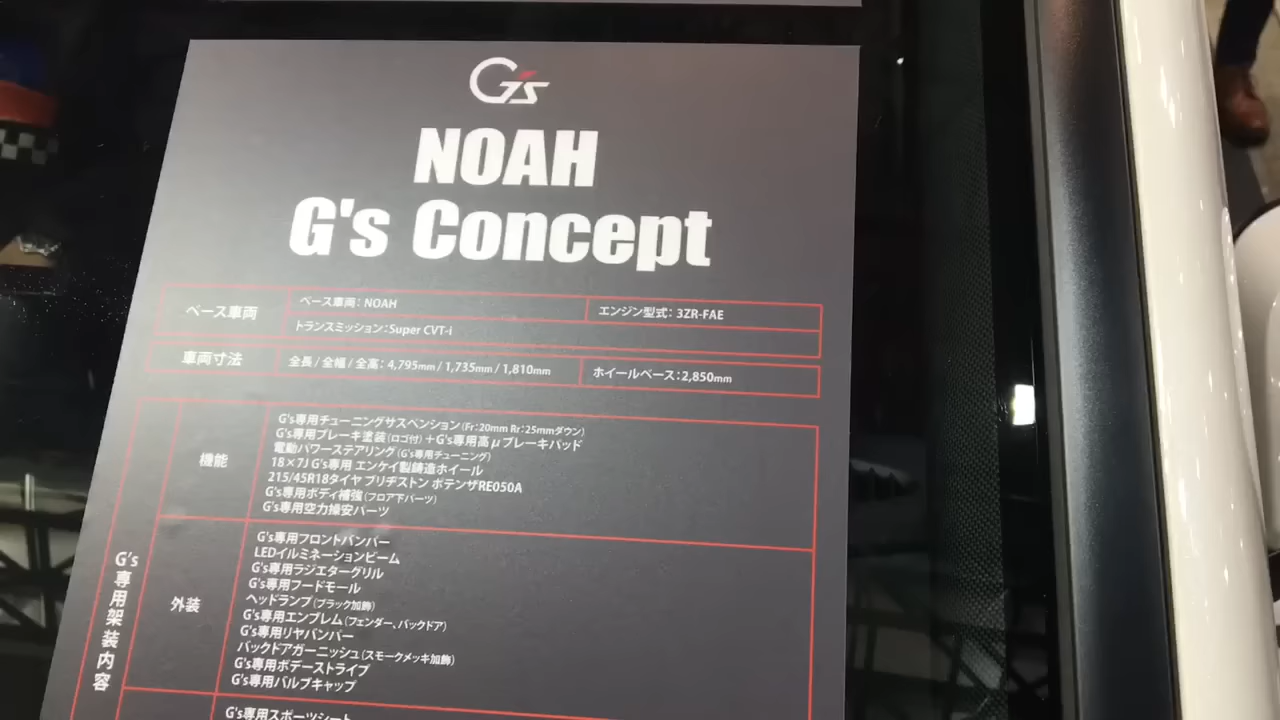 G's
NOAH
G's Concept
ベース車両
ベース車両: NOAH
エンジン型式: 3ZR-FAE
トランスミッション:Super CVT-i
車両寸法
全長 / 全幅 / 全高: 4,795mm / 1,735mm / 1,810mm
ホイールベース:2,850mm
G's専用架装内容
機能
G's専用チューニングサスペンション(Fr:20mm Rr:25mmダウン)
G's専用ブレーキ塗装(ロゴ付)+G's専用高μブレーキパッド
電動パワーステアリング(G's専用チューニング)
18×7J G's専用 エンケイ製鋳造ホイール
215/45R18タイヤ ブリヂストン ポテンザRE050A
G's専用ボディ補強(フロア下パーツ)
G's専用空力操安パーツ
外装
G's専用フロントバンパー
LEDイルミネーションビーム
G's専用ラジエターグリル
G's専用フードモール
ヘッドランプ(ブラック加飾)
G's専用エンブレム(フェンダー、バックドア)
G's専用リヤバンパー
バックドアガーニッシュ(スモークメッキ加飾)
G's専用ボデーストライプ
G's専用バルブキャップ
G's専用スポーツシート